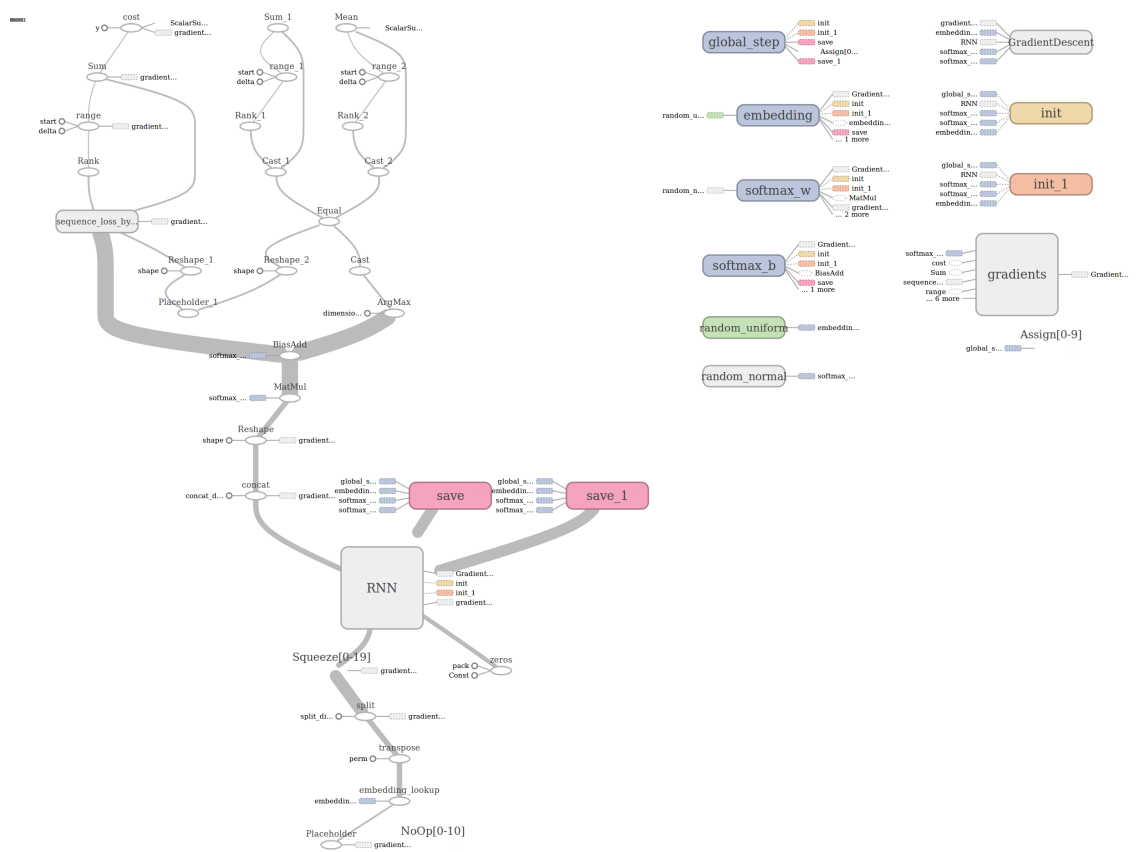 cost
y
ScalarSu...
gradient...
Sum
gradient...
start
range
delta
gradient...
Rank
sequence_loss_by...
gradient...
Sum_1
start
range_1
delta
Rank_1
Cast_1
Mean
ScalarSu...
start
range_2
delta
Rank_2
Cast_2
Equal
Reshape_1
shape
Reshape_2
shape
Cast
Placeholder_1
ArgMax
dimensio...
BiasAdd
softmax_...
MatMul
softmax_...
Reshape
shape
gradient...
concat
concat_d...
gradient...
global_s...
embeddin...
softmax_...
softmax_...
save
global_s...
embeddin...
softmax_...
softmax_...
save_1
RNN
Gradient...
init
init_1
gradient...
Squeeze[0-19]
gradient...
zeros
pack
Const
split
split_di...
gradient...
transpose
perm
embedding_lookup
embeddin...
Placeholder
gradient...
NoOp[0-10]
global_step
init
init_1
save
Assign[0...
save_1
random_u...
embedding
Gradient...
init
init_1
embeddin...
save
... 1 more
random_n...
softmax_w
Gradient...
init
init_1
MatMul
gradient...
... 2 more
softmax_b
Gradient...
init
init_1
BiasAdd
save
... 1 more
random_uniform
embeddin...
random_normal
softmax_...
gradient...
embeddin...
RNN
softmax_...
softmax_...
GradientDescent
global_s...
RNN
softmax_...
softmax_...
embeddin...
init
global_s...
RNN
softmax_...
softmax_...
embeddin...
init_1
softmax_...
cost
Sum
sequence...
range
... 6 more
gradients
Gradient...
Assign[0-9]
global_s...